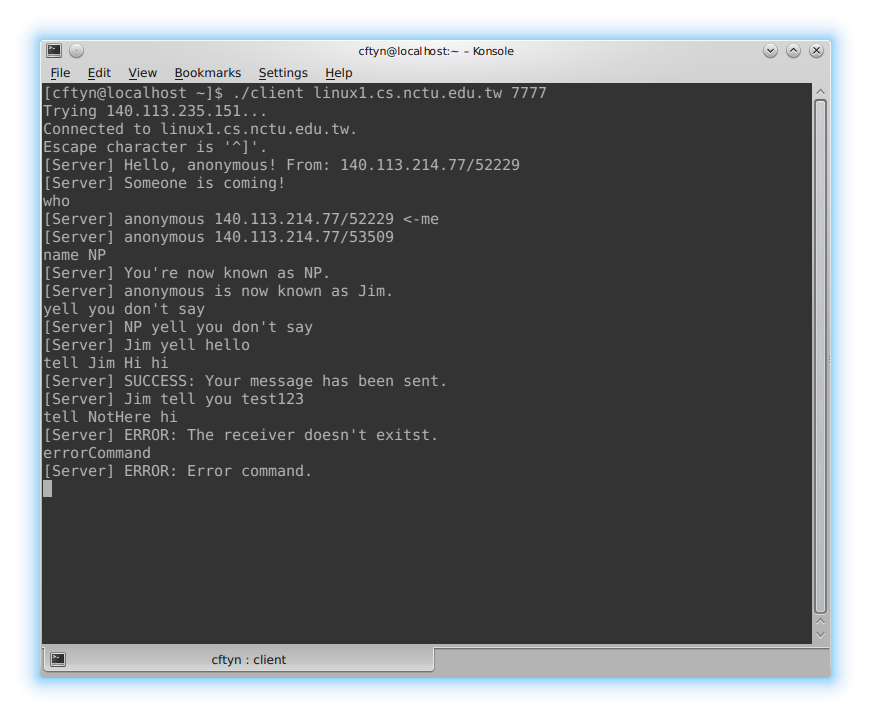 cftyn@localhost:~ – Konsole
File Edit View Bookmarks Settings Help
[cftyn@localhost ~]$ ./client linux1.cs.nctu.edu.tw 7777
Trying 140.113.235.151...
Connected to linux1.cs.nctu.edu.tw.
Escape character is '^]'.
[Server] Hello, anonymous! From: 140.113.214.77/52229
[Server] Someone is coming!
who
[Server] anonymous 140.113.214.77/52229 <-me
[Server] anonymous 140.113.214.77/53509
name NP
[Server] You're now known as NP.
[Server] anonymous is now known as Jim.
yell you don't say
[Server] NP yell you don't say
[Server] Jim yell hello
tell Jim Hi hi
[Server] SUCCESS: Your message has been sent.
[Server] Jim tell you test123
tell NotHere hi
[Server] ERROR: The receiver doesn't exitst.
errorCommand
[Server] ERROR: Error command.
cftyn : client